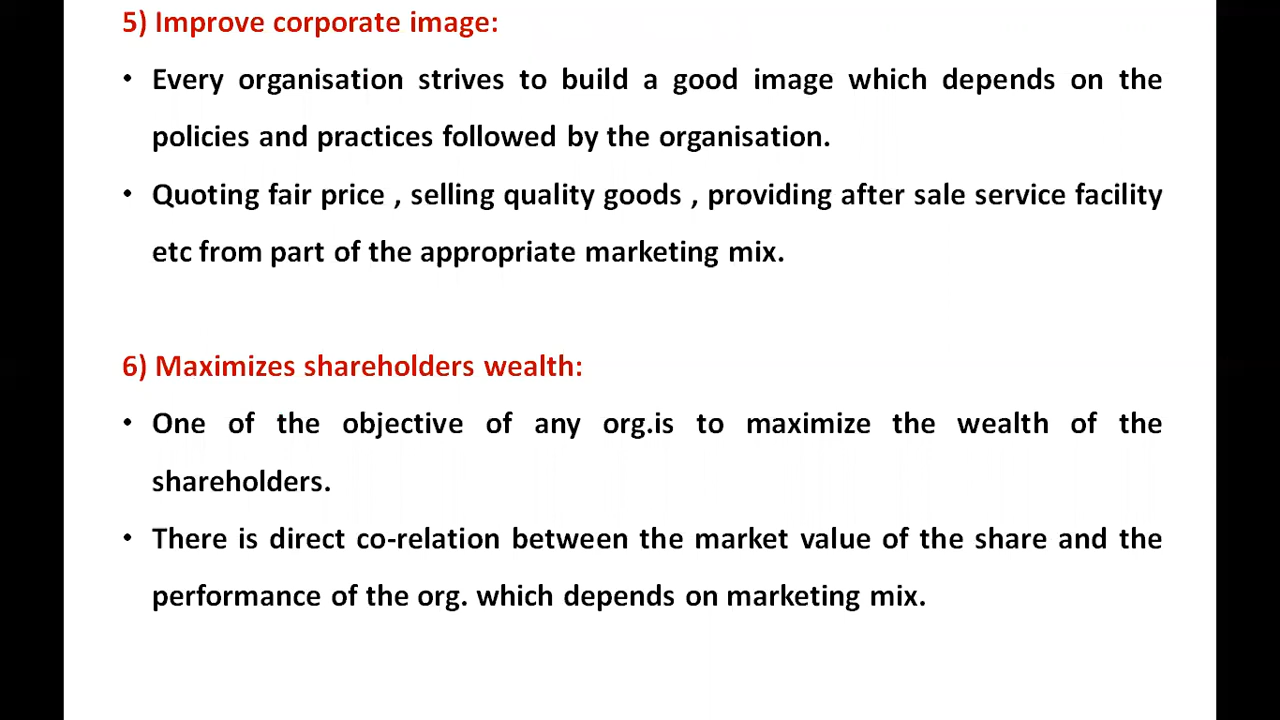 5) Improve corporate image:
• Every organisation strives to build a good image which depends on the
policies and practices followed by the organisation.
• Quoting fair price , selling quality goods , providing after sale service facility
etc from part of the appropriate marketing mix.
6) Maximizes shareholders wealth:
• One of the objective of any org.is to maximize the wealth of the
shareholders.
• There is direct co-relation between the market value of the share and the
performance of the org. which depends on marketing mix.